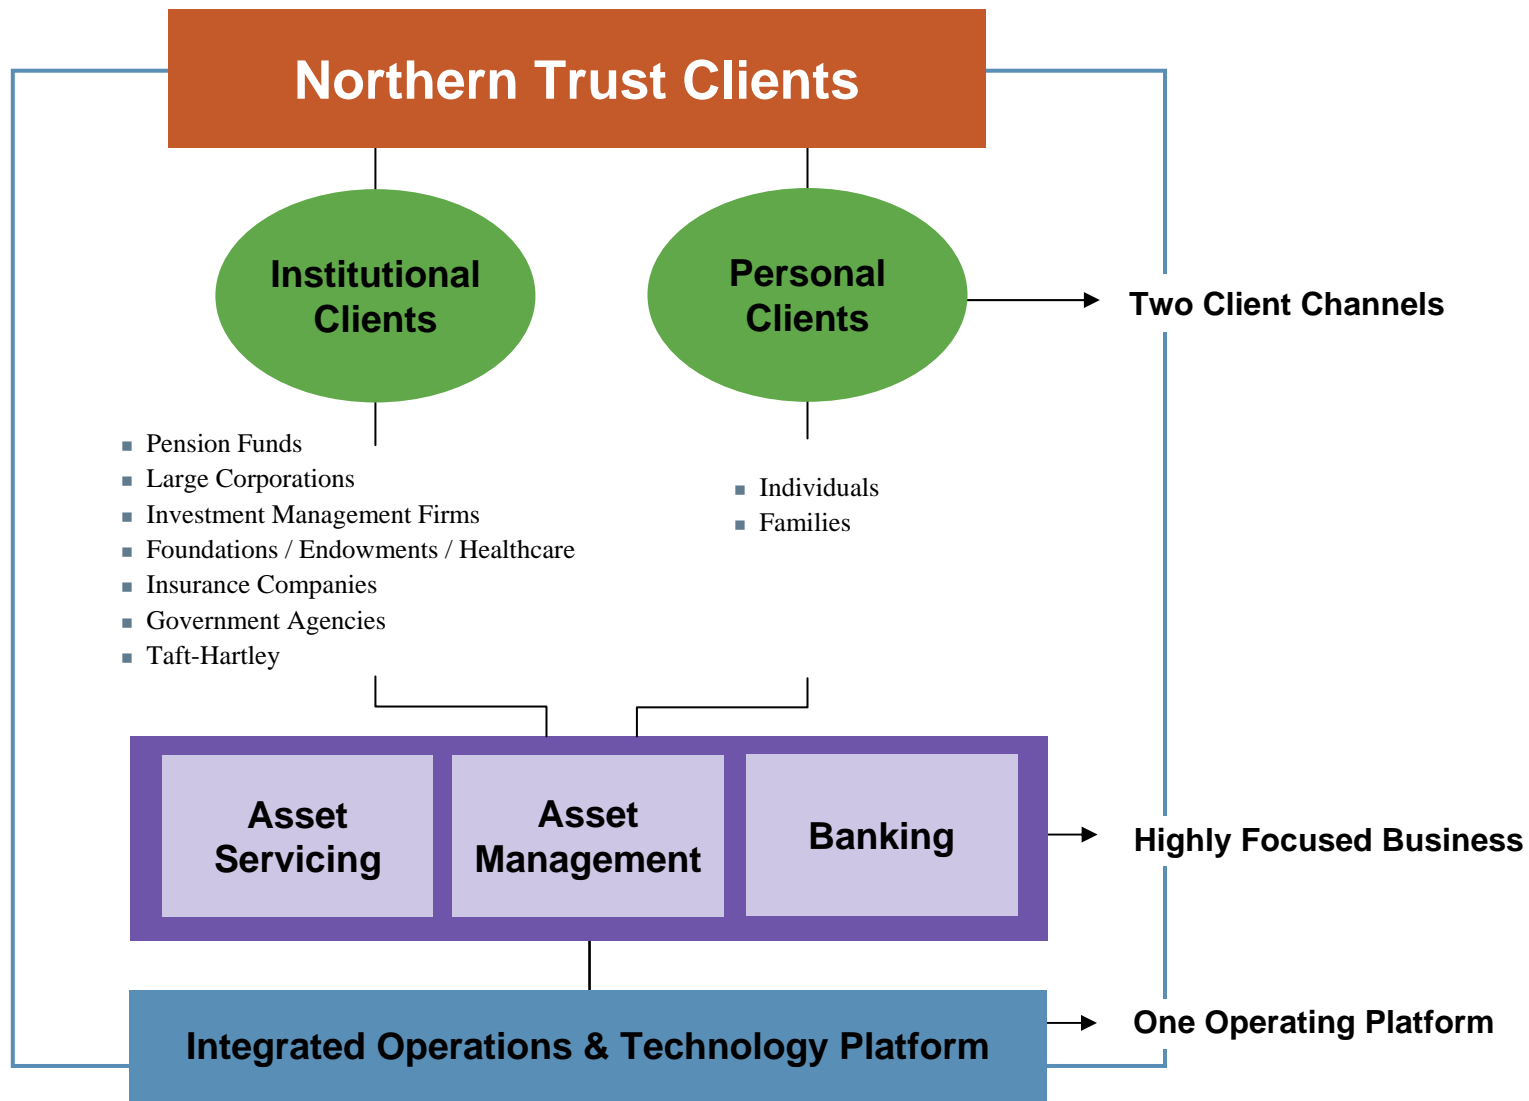 Northern Trust Clients
Institutional
Clients
Personal
Clients
Two Client Channels
Pension Funds
Large Corporations
Investment Management Firms
Foundations / Endowments / Healthcare
Insurance Companies
Government Agencies
Taft-Hartley
Individuals
Families
Asset
Servicing
Asset
Management
Banking
Highly Focused Business
Integrated Operations & Technology Platform
One Operating Platform